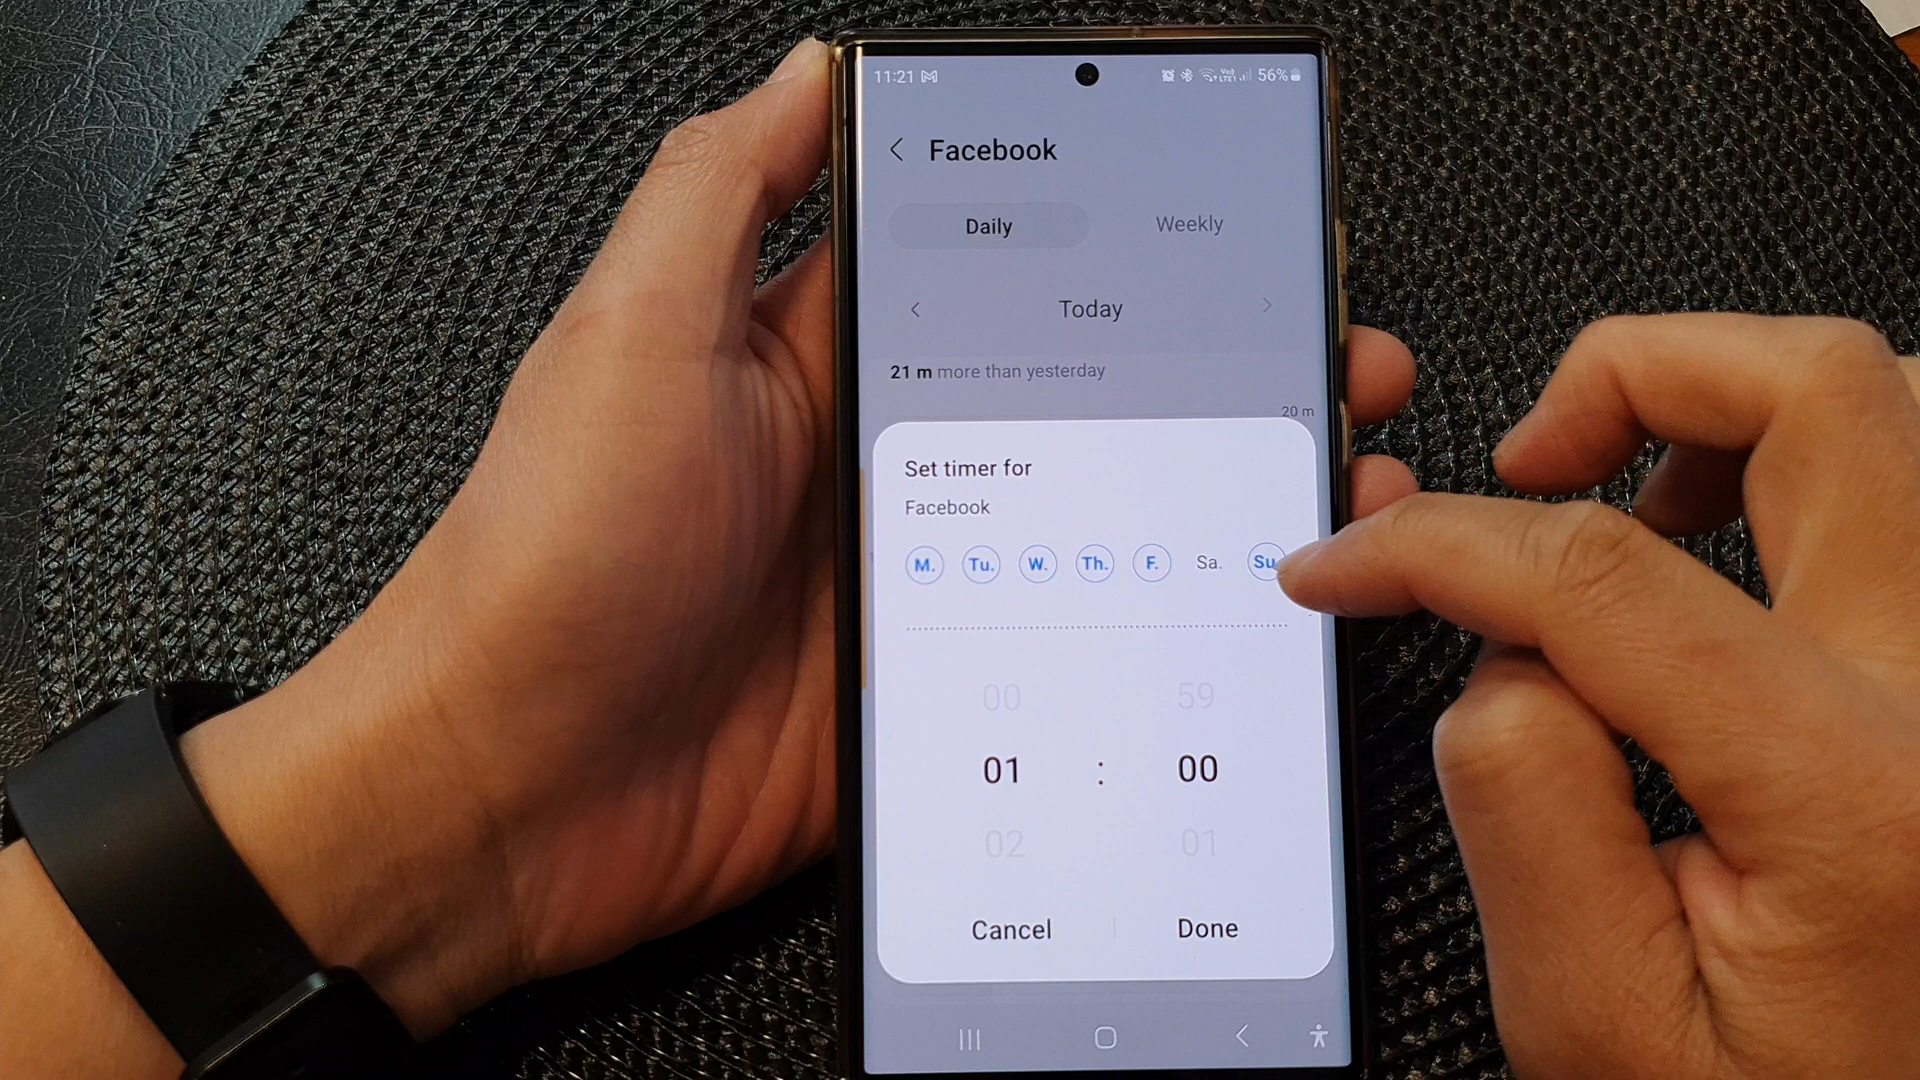 11:21 56%
Facebook
Daily Weekly
Today
21 m more than yesterday
20 m
Set timer for
Facebook
M. Tu. W. Th. F. Sa. Su
00 59
01 : 00
02 01
Cancel Done